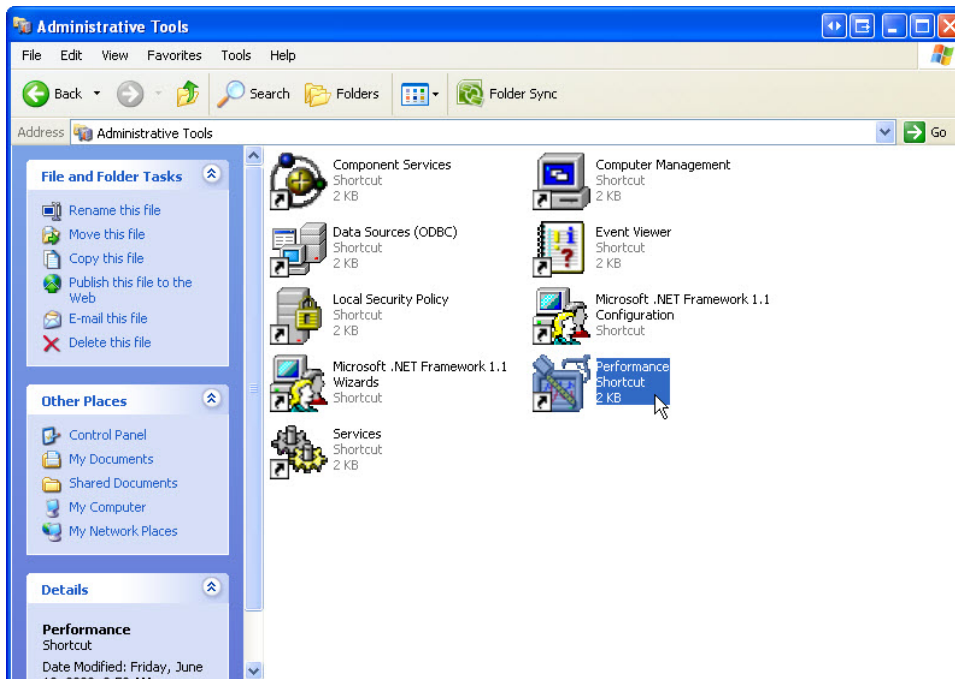 Administrative Tools
File Edit View Favorites Tools Help
Back Search Folders Folder Sync
Address Administrative Tools Go
File and Folder Tasks
Rename this file
Move this file
Copy this file
Publish this file to the
Web
E-mail this file
Delete this file
Other Places
Control Panel
My Documents
Shared Documents
My Computer
My Network Places
Details
Performance
Shortcut
Date Modified: Friday, June
Component Services
Shortcut
2 KB
Computer Management
Shortcut
2 KB
Data Sources (ODBC)
Shortcut
2 KB
Event Viewer
Shortcut
2 KB
Local Security Policy
Shortcut
2 KB
Microsoft .NET Framework 1.1
Configuration
Shortcut
Microsoft .NET Framework 1.1
Wizards
Shortcut
Performance
Shortcut
2 KB
Services
Shortcut
2 KB